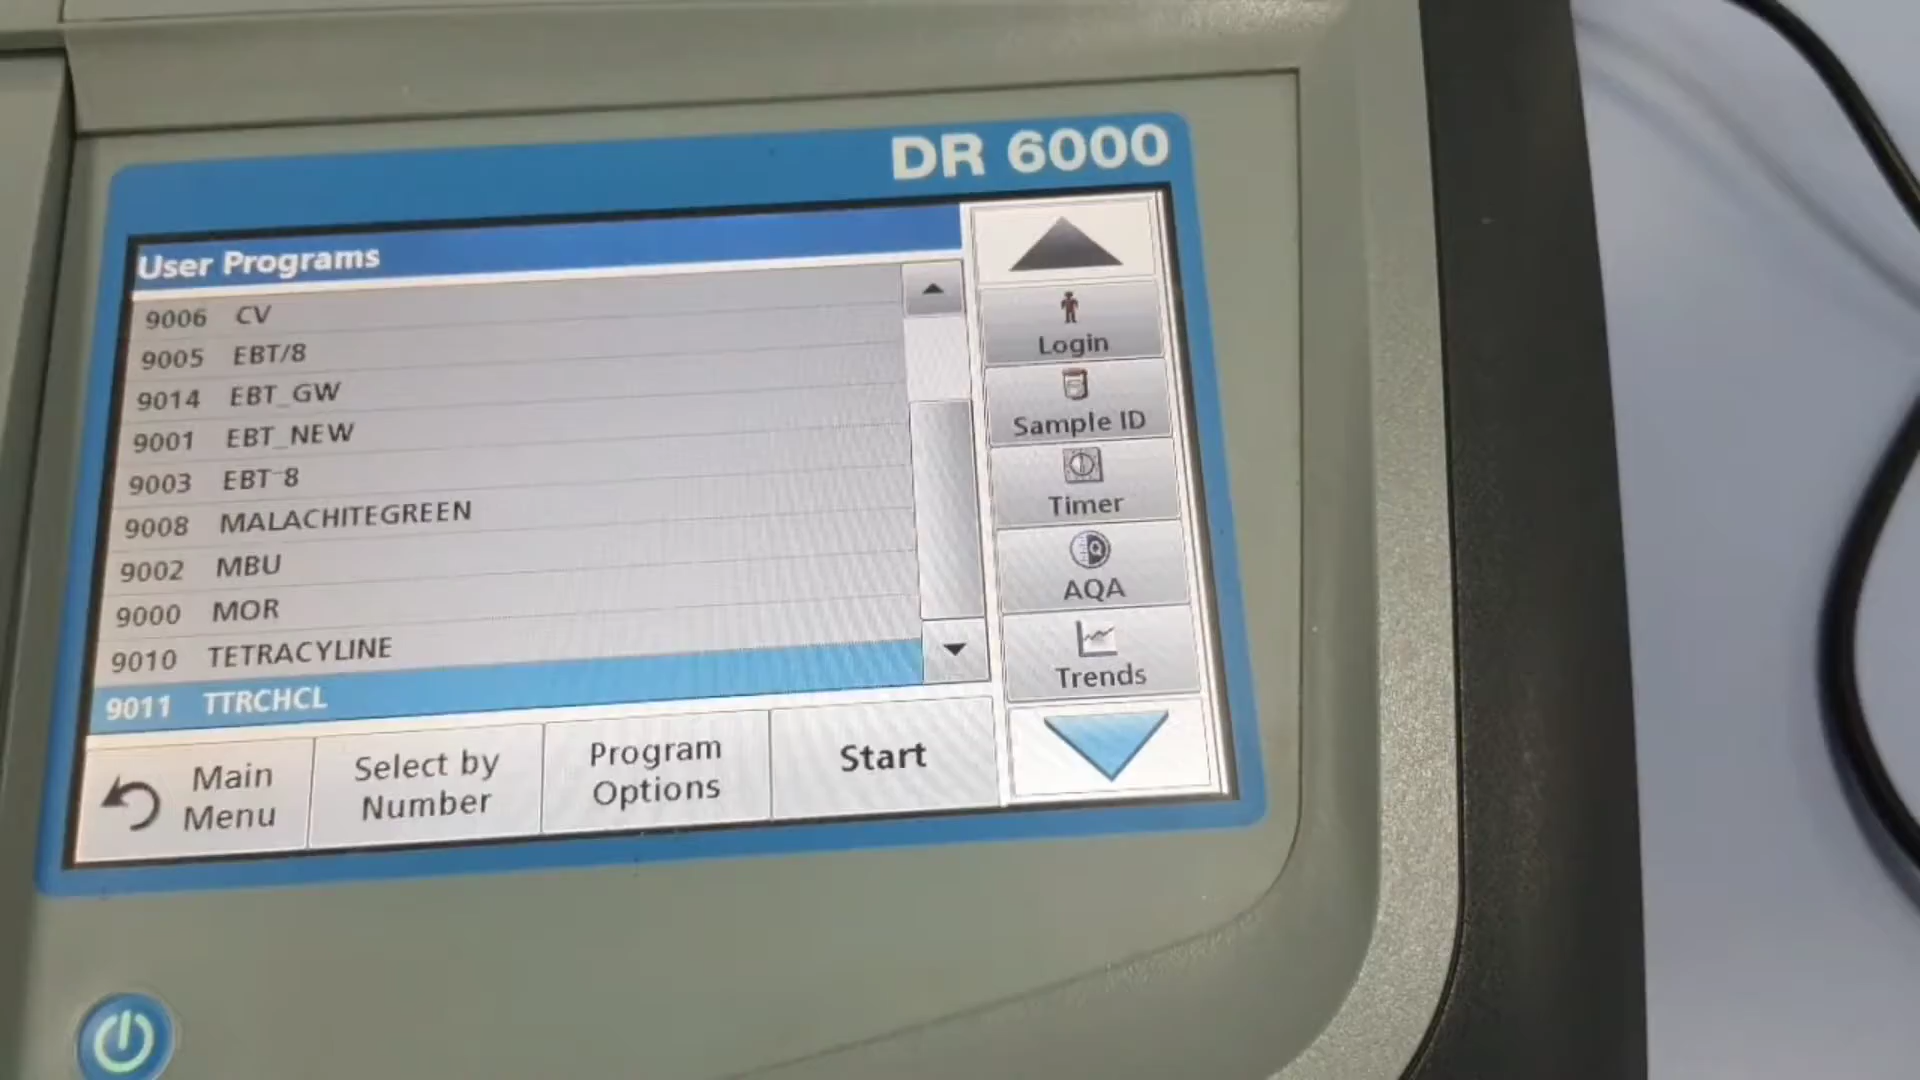 DR 6000
User Programs
9006 CV
9005 EBT/8
9014 EBT_GW
9001 EBT_NEW
9003 EBT-8
9008 MALACHITEGREEN
9002 MBU
9000 MOR
9010 TETRACYLINE
9011 TTRCHCL
Main Menu
Select by Number
Program Options
Start
Login
Sample ID
Timer
AQA
Trends